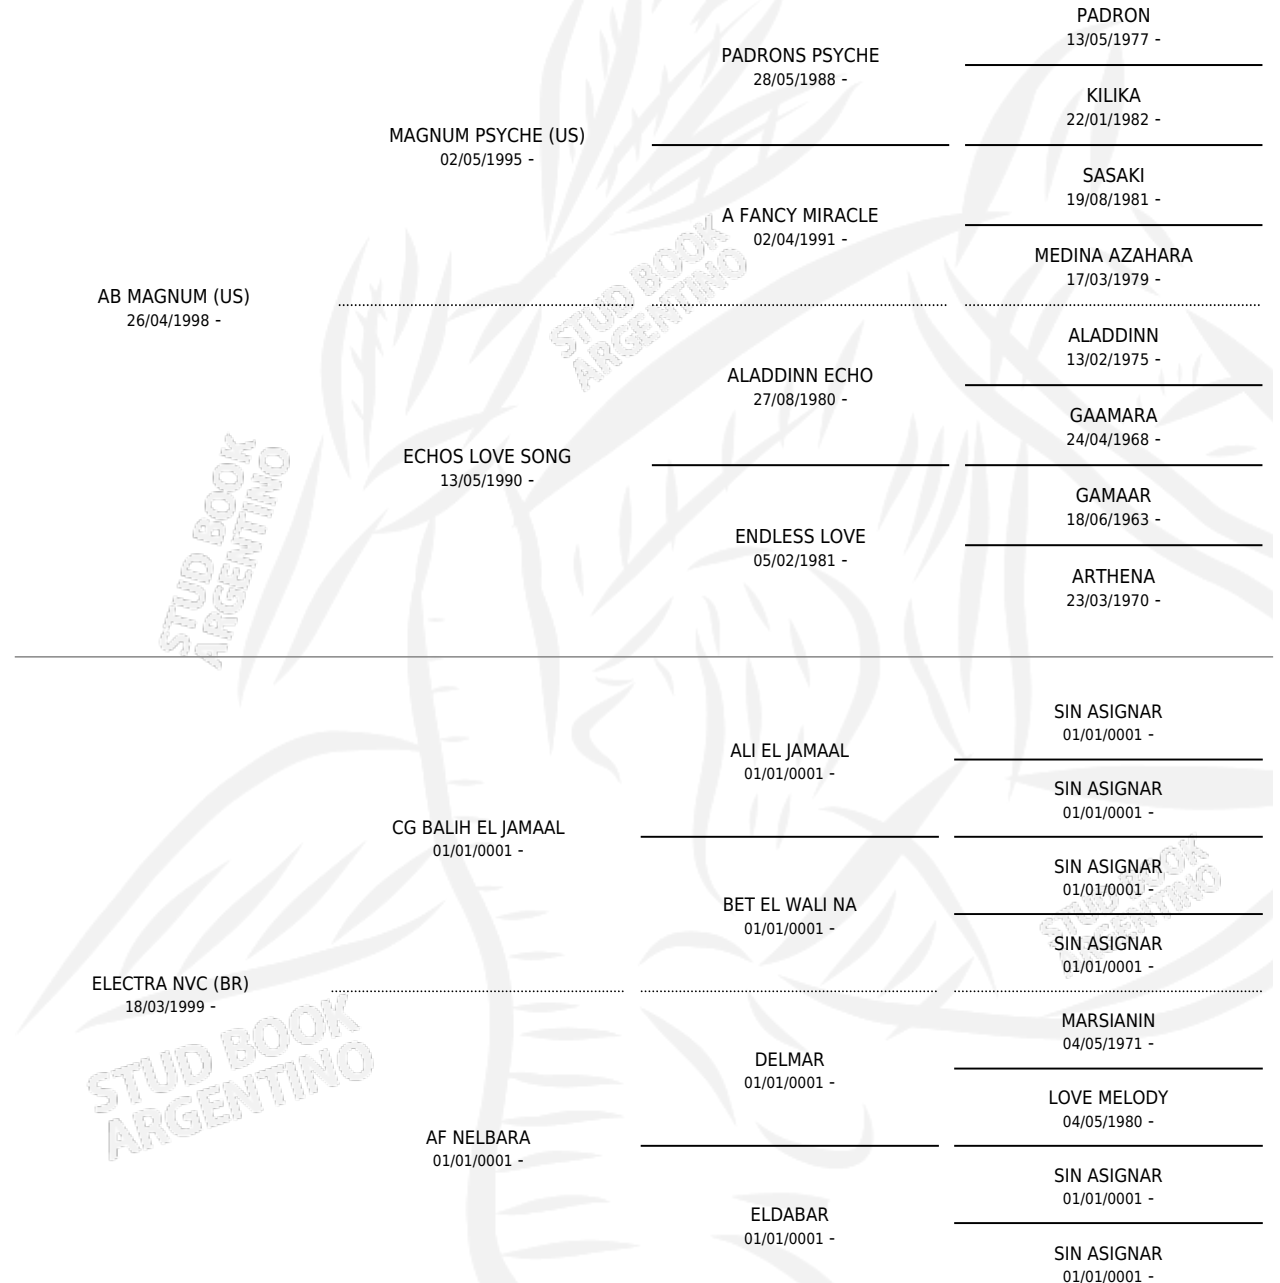 PADRON
13/05/1977 -
PADRONS PSYCHE
28/05/1988 -
KILIKA
22/01/1982 -
MAGNUM PSYCHE (US)
02/05/1995 -
SASAKI
19/08/1981 -
A FANCY MIRACLE
02/04/1991 -
MEDINA AZAHARA
17/03/1979 -
AB MAGNUM (US)
26/04/1998 -
ALADDINN
13/02/1975 -
ALADDINN ECHO
27/08/1980 -
GAAMARA
24/04/1968 -
ECHOS LOVE SONG
13/05/1990 -
GAMAAR
18/06/1963 -
ENDLESS LOVE
05/02/1981 -
ARTHENA
23/03/1970 -
SIN ASIGNAR
01/01/0001 -
ALI EL JAMAAL
01/01/0001 -
SIN ASIGNAR
01/01/0001 -
CG BALIH EL JAMAAL
01/01/0001 -
SIN ASIGNAR
01/01/0001 -
BET EL WALI NA
01/01/0001 -
SIN ASIGNAR
01/01/0001 -
ELECTRA NVC (BR)
18/03/1999 -
MARSIANIN
04/05/1971 -
DELMAR
01/01/0001 -
LOVE MELODY
04/05/1980 -
AF NELBARA
01/01/0001 -
SIN ASIGNAR
01/01/0001 -
ELDABAR
01/01/0001 -
SIN ASIGNAR
01/01/0001 -
STUD BOOK
ARGENTINO
STUD BOOK
ARGENTINO
STUD BOOK
ARGENTINO
STUD BOOK
ARGENTINO